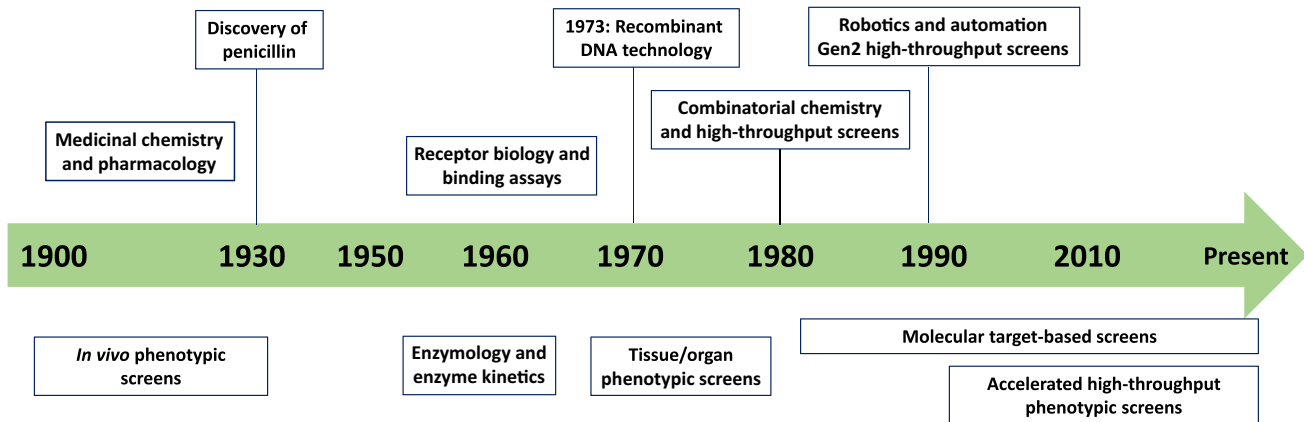 Discovery of
penicillin
1973: Recombinant
DNA technology
Robotics and automation
Gen2 high-throughput screens
Combinatorial chemistry
and high-throughput screens
Medicinal chemistry
and pharmacology
Receptor biology and
binding assays
1900 1930 1950 1960 1970 1980 1990 2010 Present
In vivo phenotypic
screens
Enzymology and
enzyme kinetics
Tissue/organ
phenotypic screens
Molecular target-based screens
Accelerated high-throughput
phenotypic screens